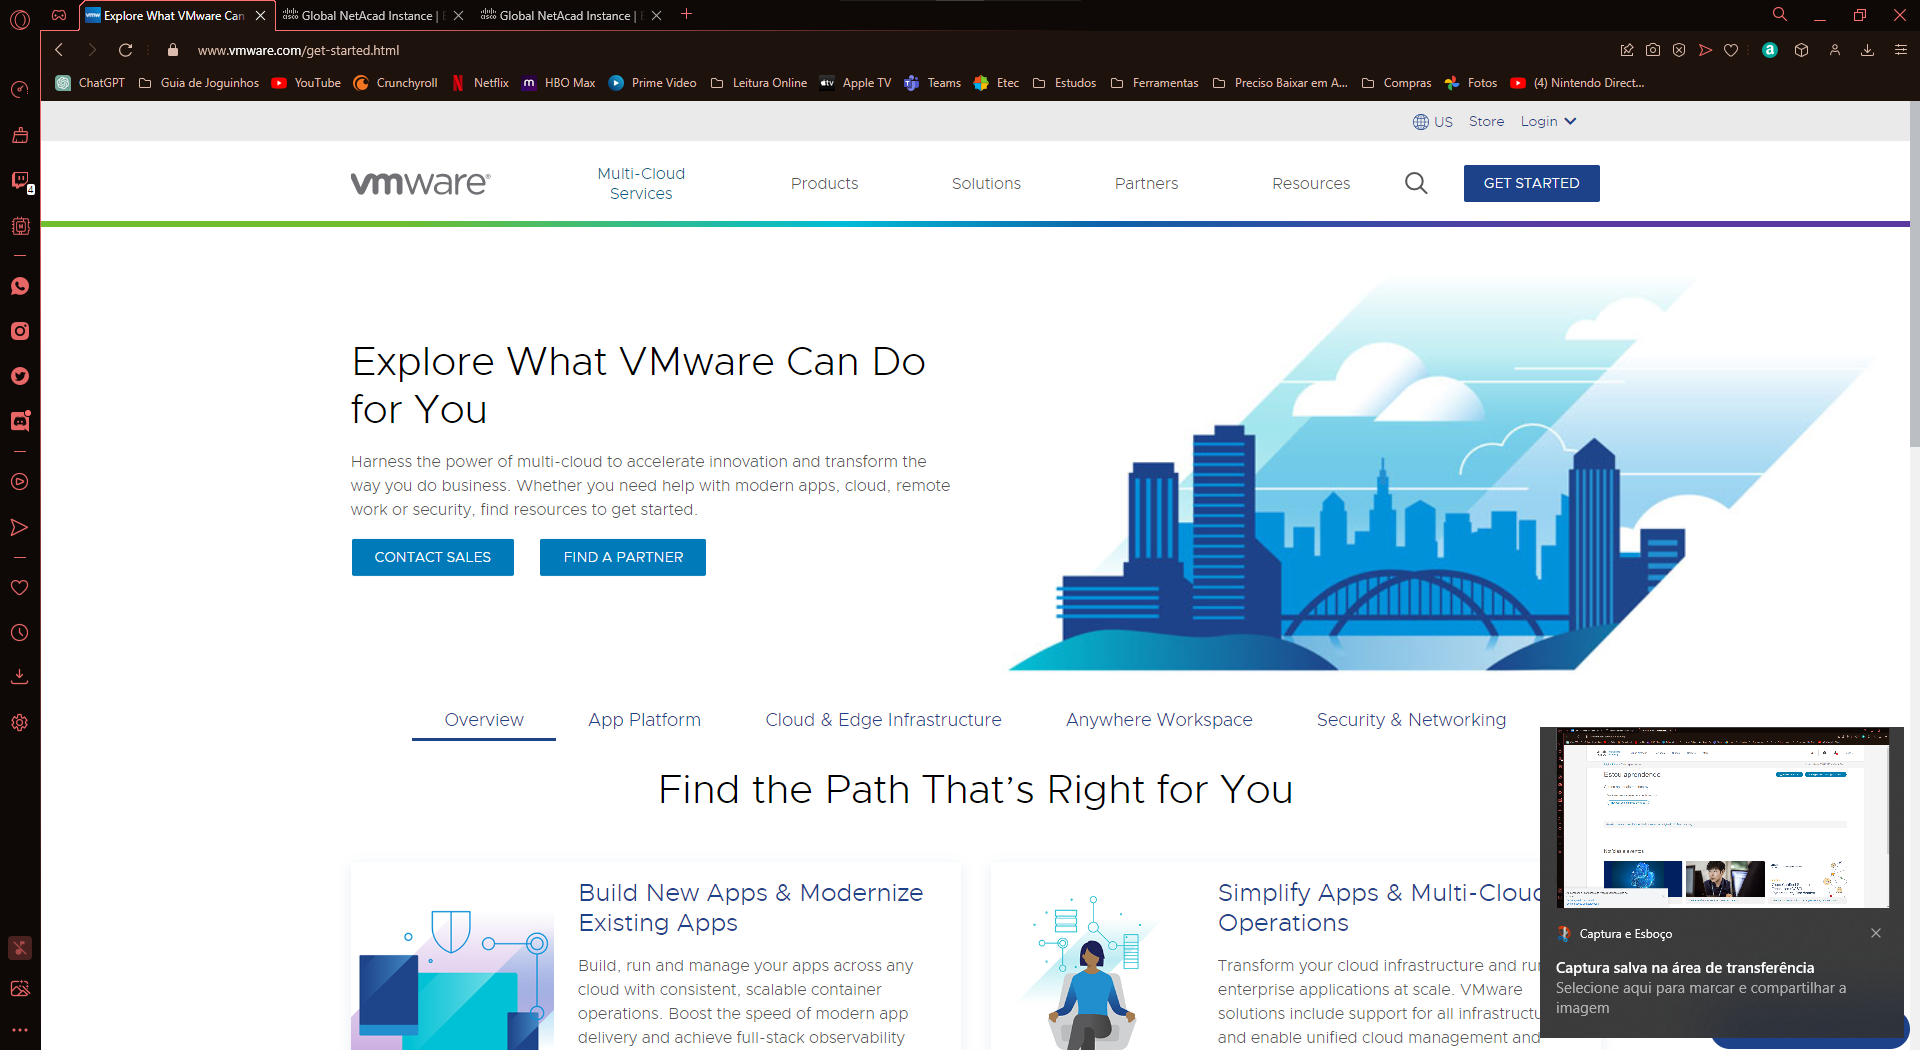 Explore What VMware Can
Global NetAcad Instance |
Global NetAcad Instance |
www.vmware.com/get-started.html
ChatGPT
Guia de Joguinhos
YouTube
Crunchyroll
Netflix
HBO Max
Prime Video
Leitura Online
Apple TV
Teams
Etec
Estudos
Ferramentas
Preciso Baixar em A...
Compras
Fotos
(4) Nintendo Direct...
4
US
Store
Login
vmware®
Multi-Cloud
Services
Products
Solutions
Partners
Resources
GET STARTED
Explore What VMware Can Do
for You
Harness the power of multi-cloud to accelerate innovation and transform the
way you do business. Whether you need help with modern apps, cloud, remote
work or security, find resources to get started.
CONTACT SALES
FIND A PARTNER
Overview
App Platform
Cloud & Edge Infrastructure
Anywhere Workspace
Security & Networking
Find the Path That's Right for You
Build New Apps & Modernize
Existing Apps
Build, run and manage your apps across any
cloud with consistent, scalable container
operations. Boost the speed of modern app
delivery and achieve full-stack observability
Simplify Apps & Multi-Cloud
Operations
Transform your cloud infrastructure and run
enterprise applications at scale. VMware
solutions include support for all infrastructu
and enable unified cloud management and
Estou aprendendo
Notícias e eventos
Captura e Esboço
Captura salva na área de transferência
Selecione aqui para marcar e compartilhar a
imagem